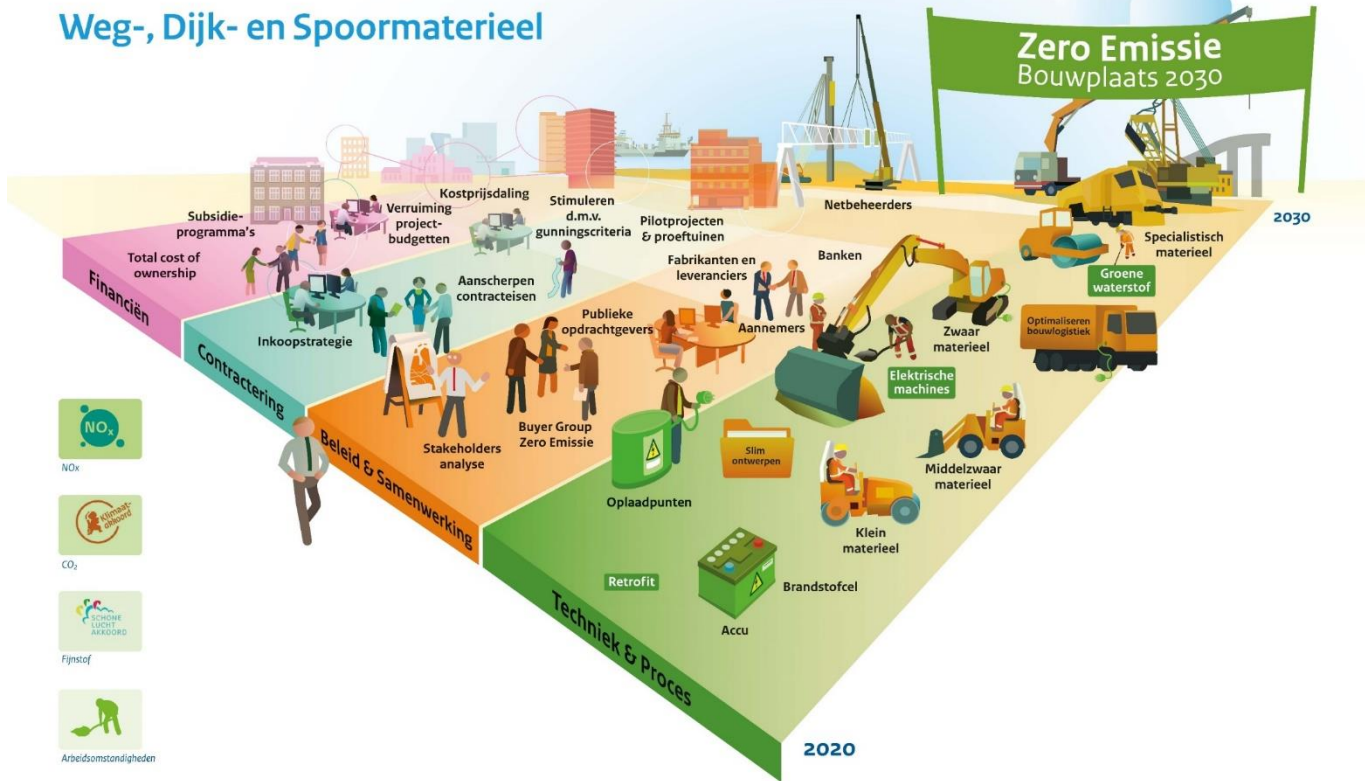 Weg-, Dijk- en Spoormaterieel
Zero Emissie
Bouwplaats 2030
2030
Kostprijsdaling
Stimuleren
d.m.v.
gunningscriteria
Subsidie-
programma's
Verruiming
project-
budgetten
Pilotprojecten
& proeftuinen
Netbeheerders
Specialistisch
materieel
Total cost of
ownership
Aanscherpen
contracteisen
Fabrikanten en
leveranciers
Banken
Groene
waterstof
Financiën
Inkoopstrategie
Publieke
opdrachtgevers
Aannemers
Zwaar
materieel
Optimaliseren
bouwlogistiek
Contractering
Elektrische
machines
Stakeholders
analyse
Buyer Group
Zero Emissie
Slim
ontwerpen
Middelzwaar
materieel
Beleid & Samenwerking
Oplaadpunten
Klein
materieel
Retrofit
Brandstofcel
Accu
Techniek & Proces
2020
NOx
NOx
Klimaat-
akkoord
CO₂
SCHONE
LUCHT
AKKOORD
Fijnstof
Arbeidsomstandigheden